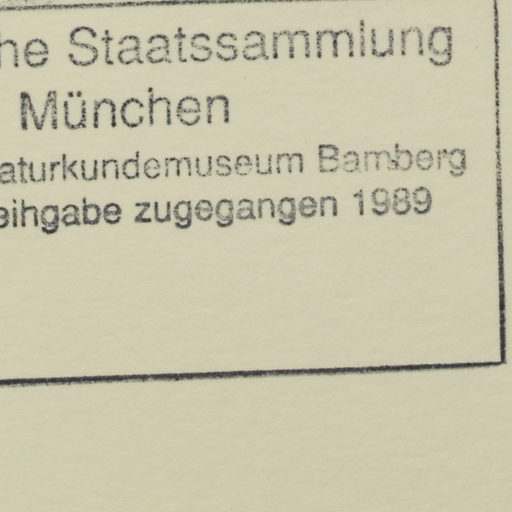 he Staatssammlung
München
aturkundemuseum Bamberg
eihgabe zugegangen 1989